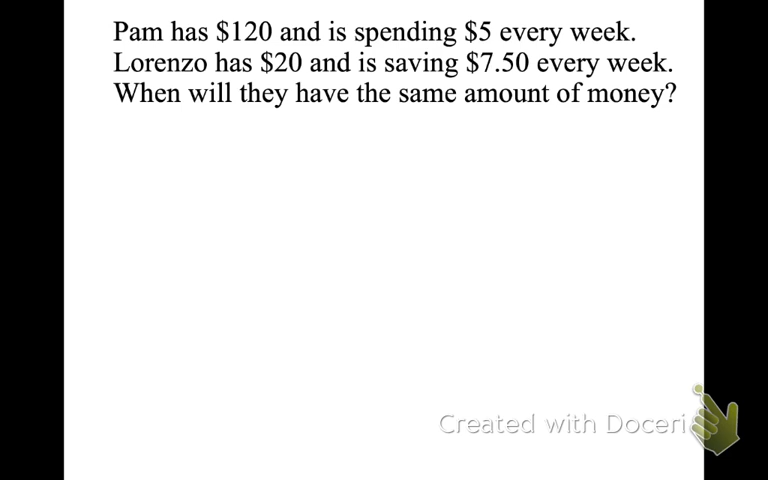 Pam has $120 and is spending $5 every week.
Lorenzo has $20 and is saving $7.50 every week.
When will they have the same amount of money?
Created with Doceri